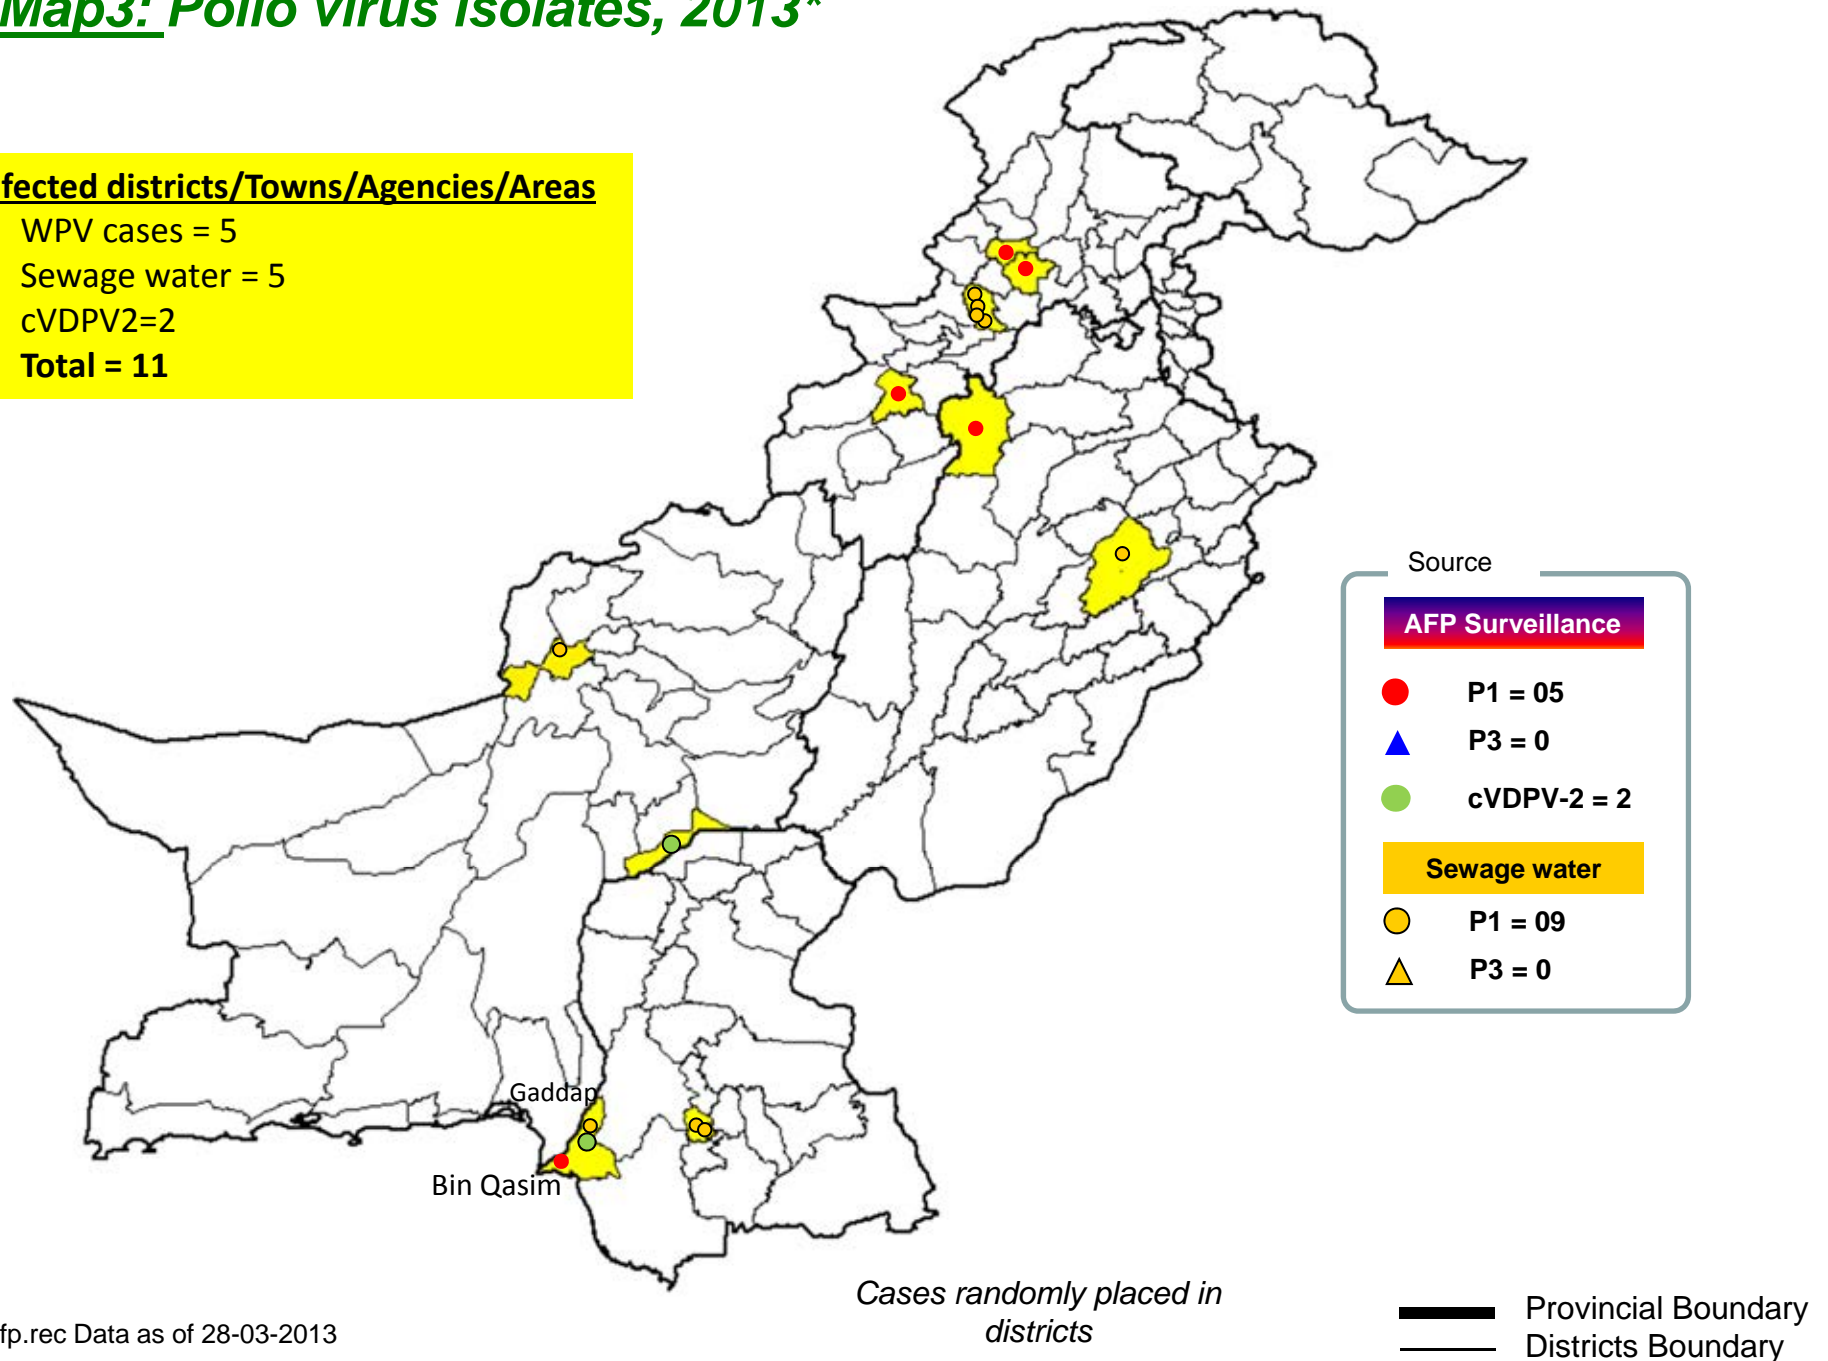 Map3: Polio virus Isolates, 2013*
fected districts/Towns/Agencies/Areas
WPV cases = 5
Sewage water = 5
cVDPV2=2
Total = 11
Source
AFP Surveillance
P1 = 05
P3 = 0
cVDPV-2 = 2
Sewage water
P1 = 09
P3 = 0
Gaddap
Bin Qasim
Cases randomly placed in
districts
fp.rec Data as of 28-03-2013
Provincial Boundary
Districts Boundary